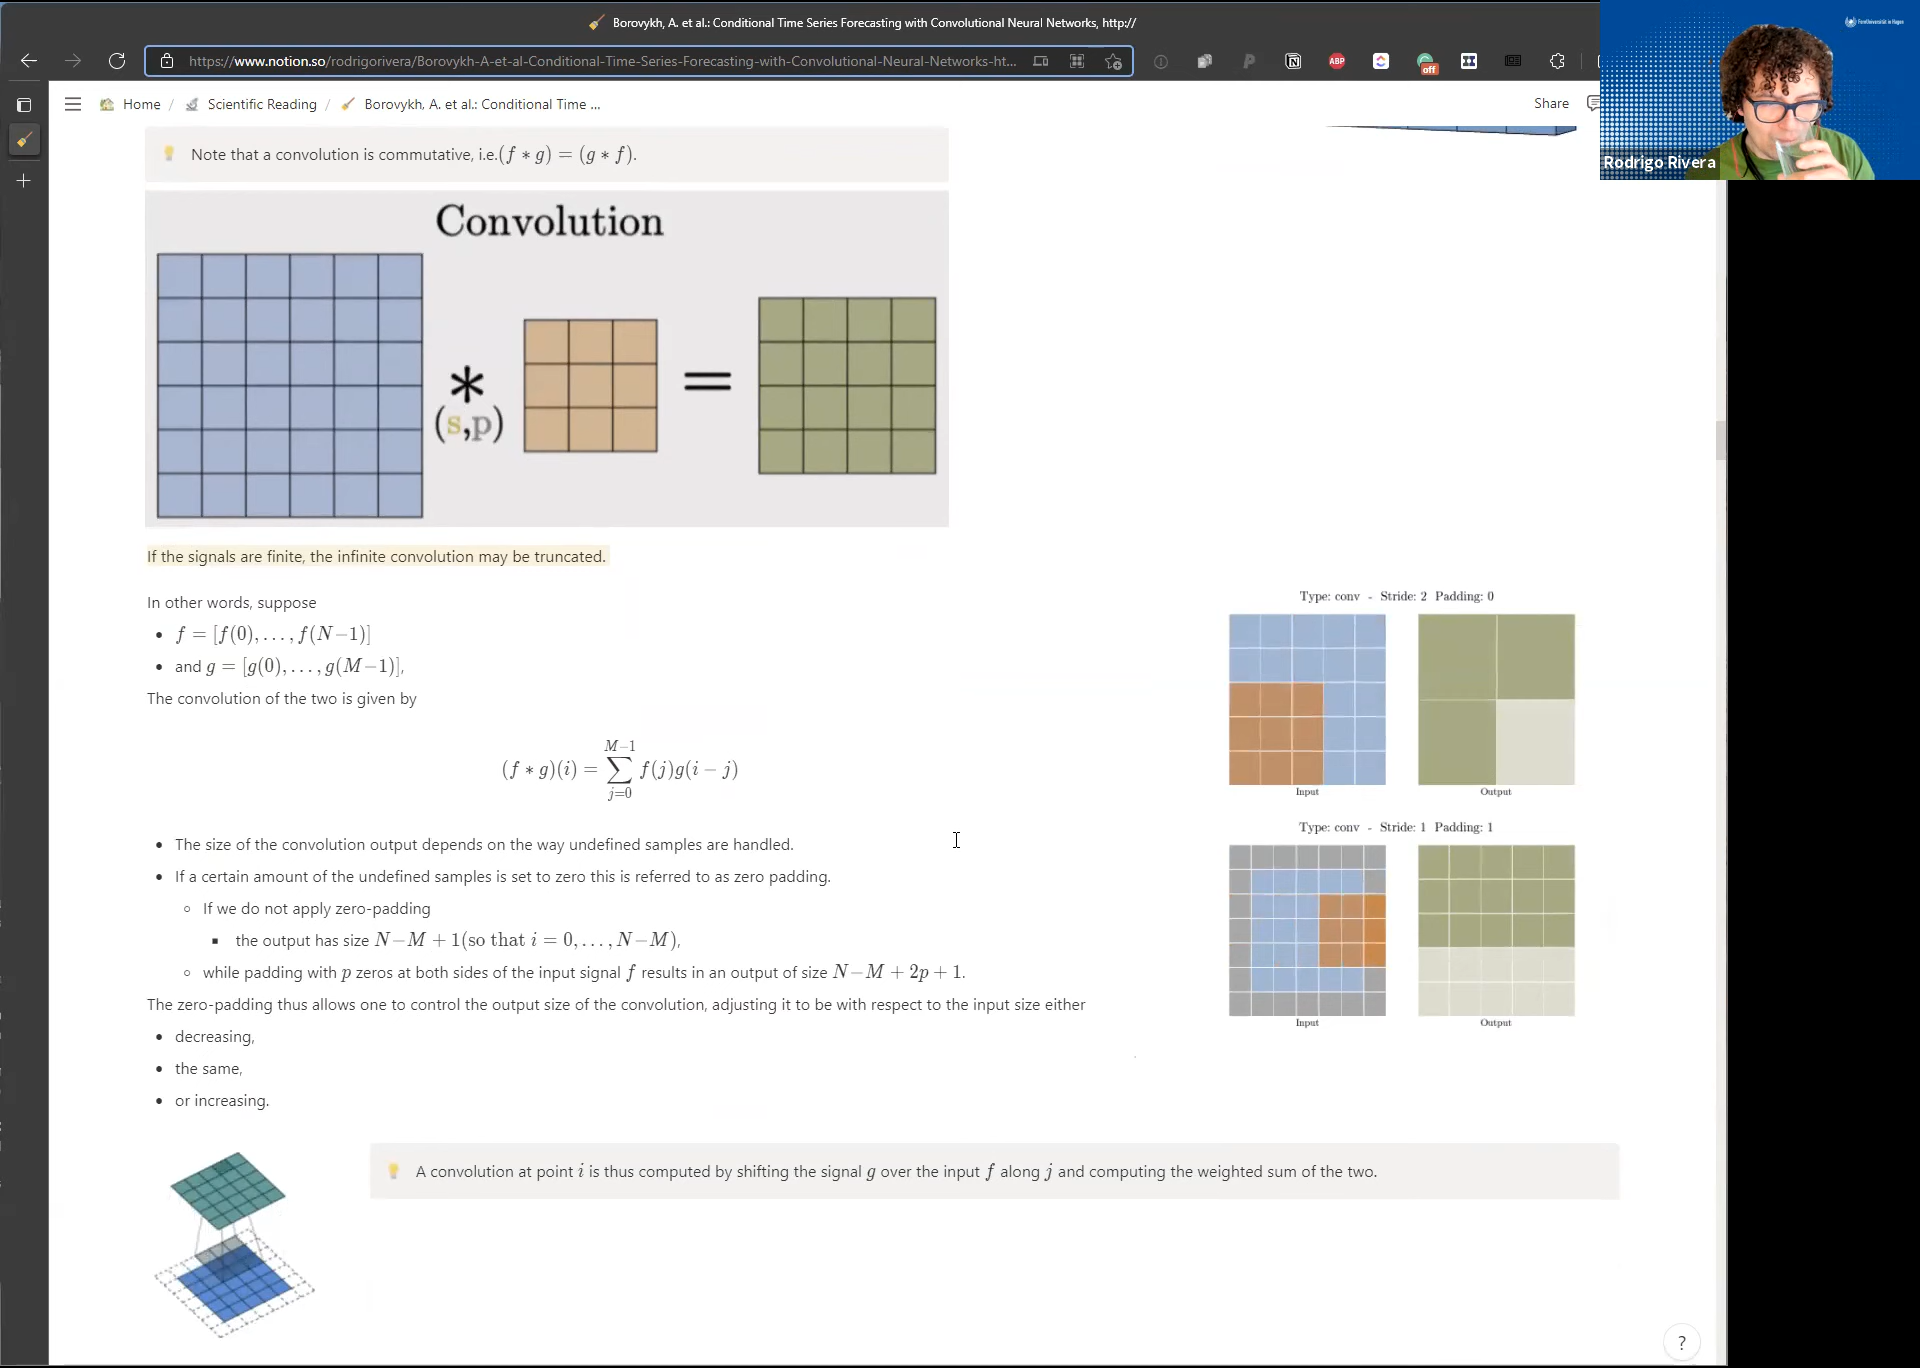 Borovykh, A. et al.: Conditional Time Series Forecasting with Convolutional Neural Networks, http://
https://www.notion.so/rodrigorivera/Borovykh-A-et-al-Conditional-Time-Series-Forecasting-with-Convolutional-Neural-Networks-ht...
ABP
off
Home / Scientific Reading / Borovykh, A. et al.: Conditional Time ...
Share
FernUniversität in Hagen
Rodrigo Rivera
Note that a convolution is commutative, i.e.(f ∗ g) = (g ∗ f).
Convolution
∗
(s,p)
=
If the signals are finite, the infinite convolution may be truncated.
In other words, suppose
• f = [f(0), . . . , f(N−1)]
• and g = [g(0), . . . , g(M−1)],
The convolution of the two is given by
(f ∗ g)(i) = ∑_{j=0}^{M−1} f(j)g(i − j)
• The size of the convolution output depends on the way undefined samples are handled.
• If a certain amount of the undefined samples is set to zero this is referred to as zero padding.
◦ If we do not apply zero-padding
▪ the output has size N−M + 1(so that i = 0, . . . , N−M),
◦ while padding with p zeros at both sides of the input signal f results in an output of size N−M + 2p + 1.
The zero-padding thus allows one to control the output size of the convolution, adjusting it to be with respect to the input size either
• decreasing,
• the same,
• or increasing.
Type: conv - Stride: 2 Padding: 0
Input
Output
Type: conv - Stride: 1 Padding: 1
Input
Output
A convolution at point i is thus computed by shifting the signal g over the input f along j and computing the weighted sum of the two.
?